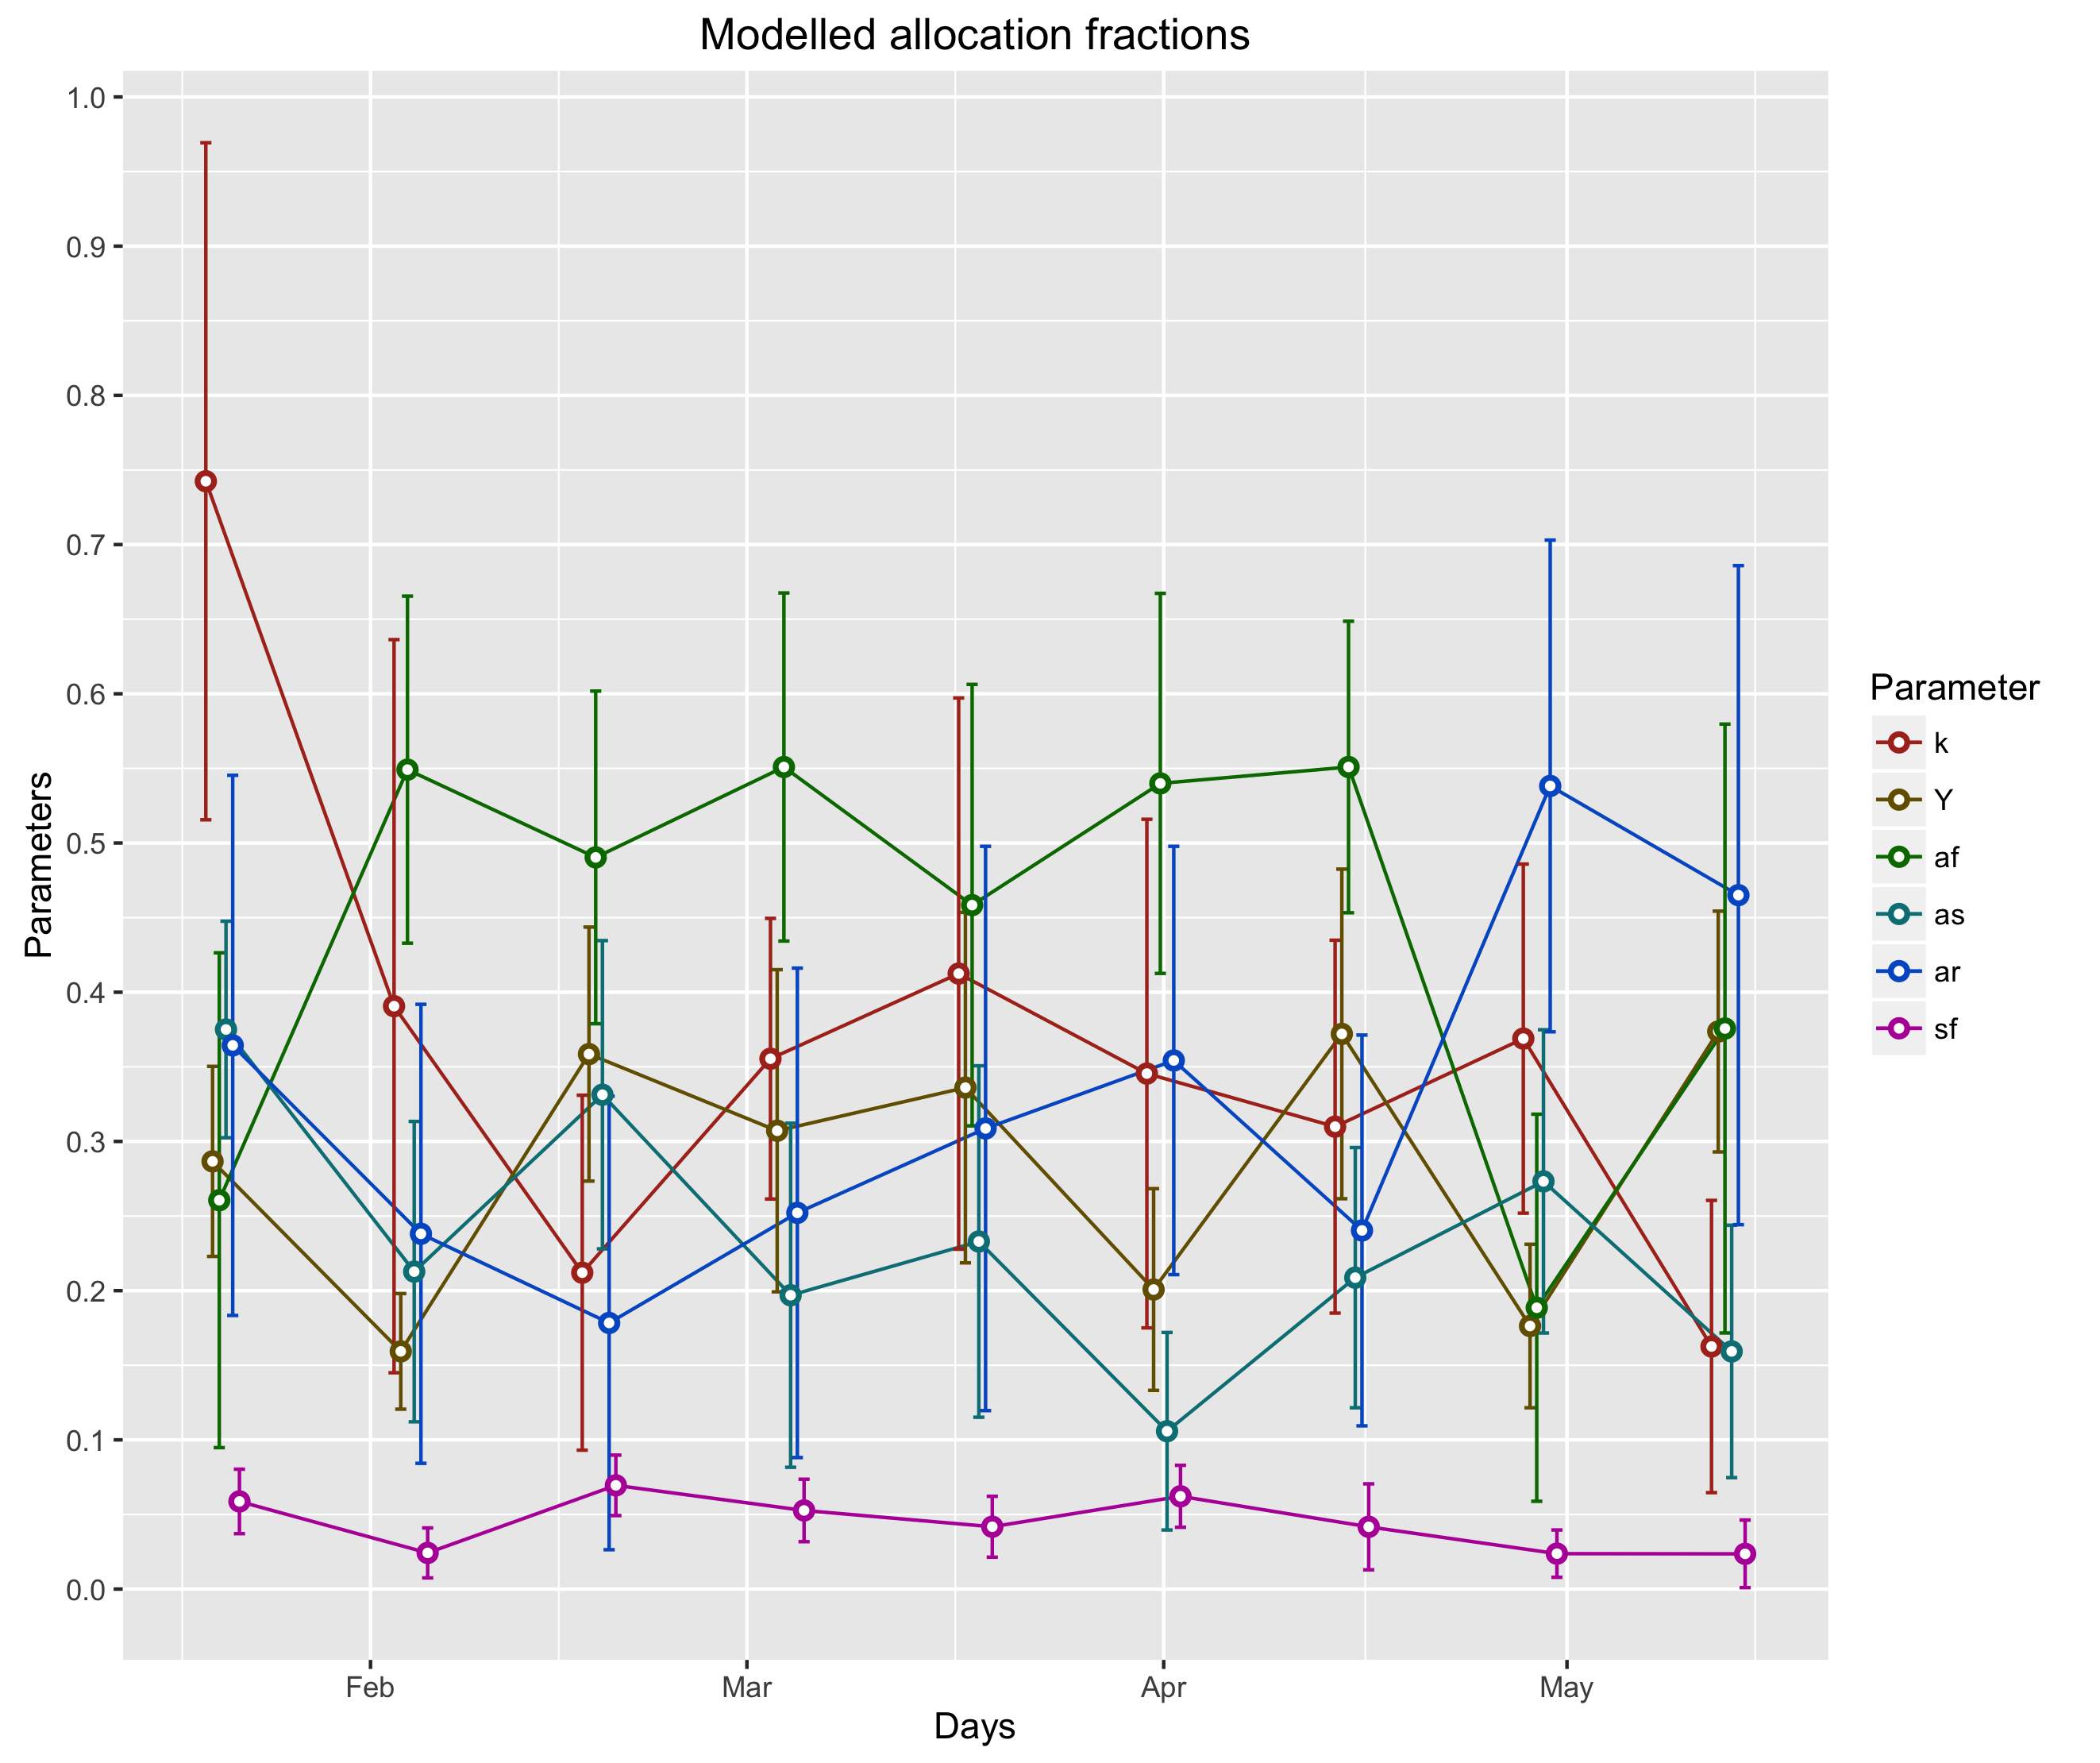 Modelled allocation fractions
1.0
0.9
0.8
0.7
0.6
0.5
0.4
0.3
0.2
0.1
0.0
Parameters
Feb Mar Apr May
Days
Parameter
k
Y
af
as
ar
sf